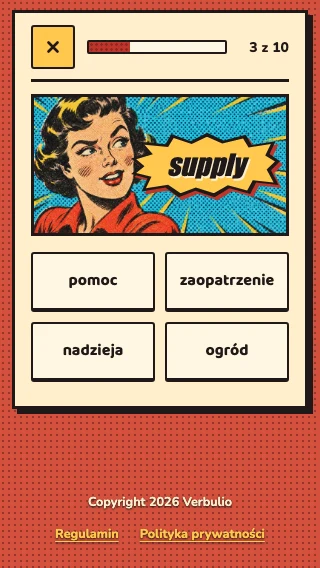 ✕
3 z 10
supply
pomoc
zaopatrzenie
nadzieja
ogród
Copyright 2026 Verbulio
Regulamin Polityka prywatności